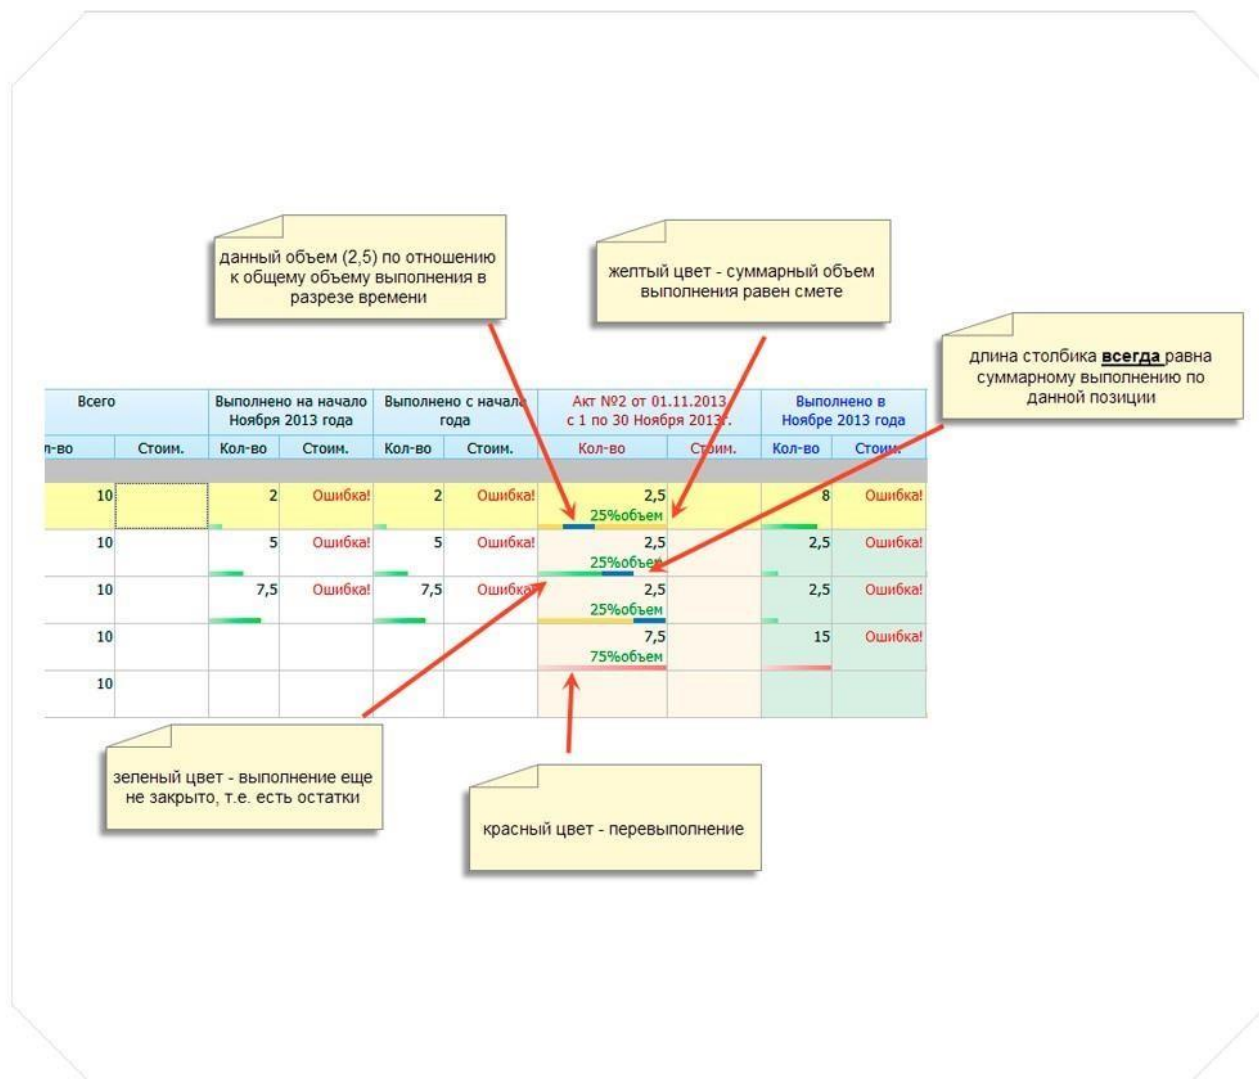 данный объем (2,5) по отношению
к общему объему выполнения в
разрезе времени
желтый цвет - суммарный объем
выполнения равен смете
длина столбика всегда равна
суммарному выполнению по
данной позиции
Всего
Выполнено на начало
Ноября 2013 года
Выполнено с начала
года
Акт №2 от 01.11.2013
с 1 по 30 Ноября 2013г.
Выполнено в
Ноябре 2013 года
л-во Стоим. Кол-во Стоим. Кол-во Стоим. Кол-во Стоим. Кол-во Стоим.
10 2 Ошибка! 2 Ошибка! 2,5 8 Ошибка!
25%объем
10 5 Ошибка! 5 Ошибка! 2,5 2,5 Ошибка!
25%объем
10 7,5 Ошибка! 7,5 Ошибка! 2,5 2,5 Ошибка!
25%объем
10 7,5 15 Ошибка!
75%объем
10
зеленый цвет - выполнение еще
не закрыто, т.е. есть остатки
красный цвет - перевыполнение